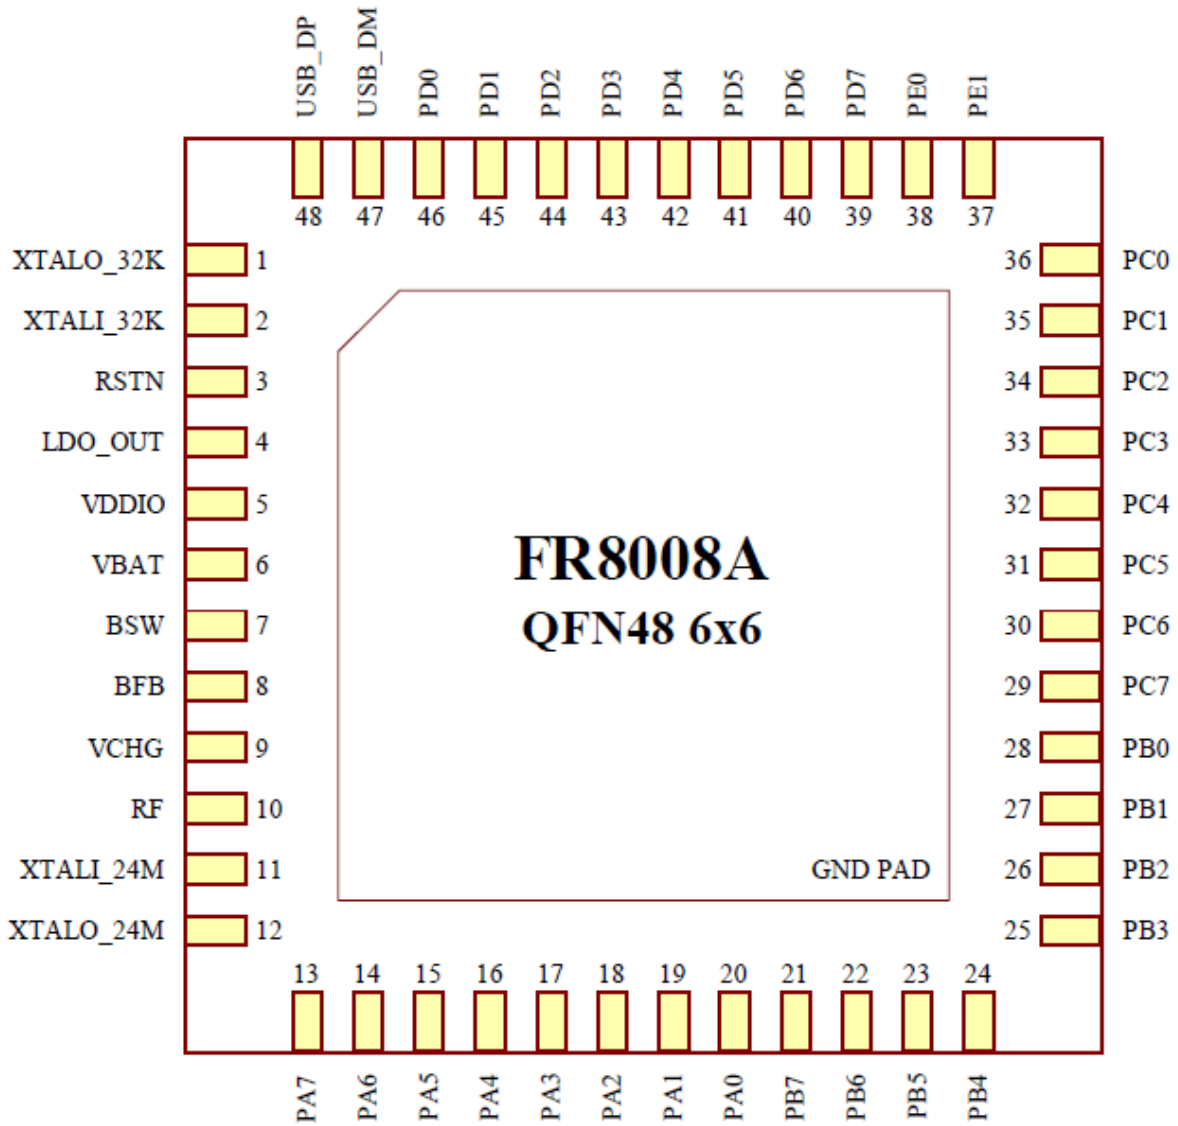 USB_DP USB_DM PD0 PD1 PD2 PD3 PD4 PD5 PD6 PD7 PE0 PE1
48 47 46 45 44 43 42 41 40 39 38 37
XTALO_32K 1 36 PC0
XTALI_32K 2 35 PC1
RSTN 3 34 PC2
LDO_OUT 4 33 PC3
VDDIO 5 32 PC4
VBAT 6 31 PC5
BSW 7 30 PC6
BFB 8 29 PC7
VCHG 9 28 PB0
RF 10 27 PB1
XTALI_24M 11 26 PB2
XTALO_24M 12 25 PB3
FR8008A
QFN48 6x6
GND PAD
13 14 15 16 17 18 19 20 21 22 23 24
PA7 PA6 PA5 PA4 PA3 PA2 PA1 PA0 PB7 PB6 PB5 PB4